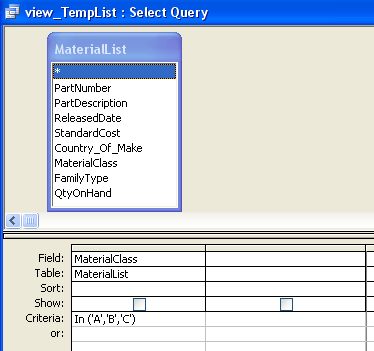 view_TempList : Select Query
MaterialList
*
PartNumber
PartDescription
ReleasedDate
StandardCost
Country_Of_Make
MaterialClass
FamilyType
QtyOnHand
Field: MaterialClass
Table: MaterialList
Sort:
Show:
Criteria: In ('A','B','C')
or: